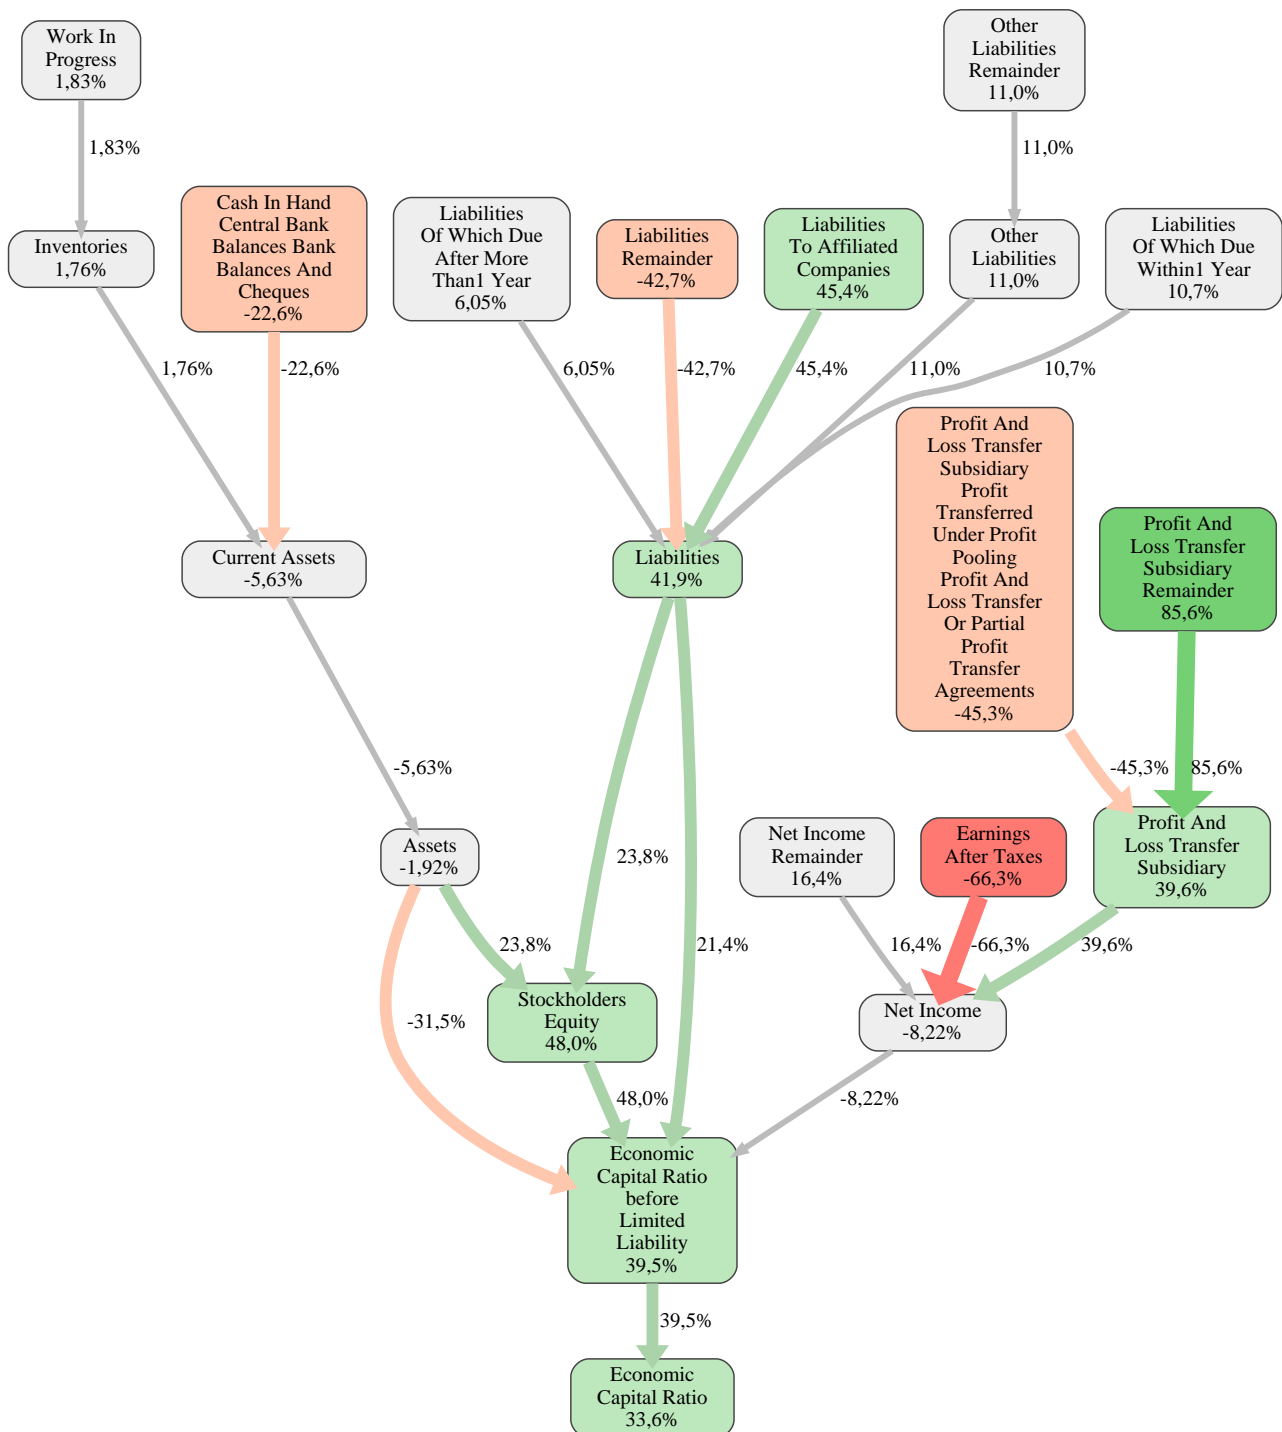 Work In
Progress
1,83%
Other
Liabilities
Remainder
11,0%
1,83%
11,0%
Inventories
1,76%
Cash In Hand
Central Bank
Balances Bank
Balances And
Cheques
-22,6%
Liabilities
Of Which Due
After More
Than1 Year
6,05%
Liabilities
Remainder
-42,7%
Liabilities
To Affiliated
Companies
45,4%
Other
Liabilities
11,0%
Liabilities
Of Which Due
Within1 Year
10,7%
1,76%
-22,6%
6,05%
-42,7%
45,4%
11,0%
10,7%
Profit And
Loss Transfer
Subsidiary
Profit
Transferred
Under Profit
Pooling
Profit And
Loss Transfer
Or Partial
Profit
Transfer
Agreements
-45,3%
Profit And
Loss Transfer
Subsidiary
Remainder
85,6%
Current Assets
-5,63%
Liabilities
41,9%
-5,63%
-45,3%
85,6%
Assets
-1,92%
23,8%
Net Income
Remainder
16,4%
Earnings
After Taxes
-66,3%
Profit And
Loss Transfer
Subsidiary
39,6%
23,8%
21,4%
16,4%
-66,3%
39,6%
-31,5%
Stockholders
Equity
48,0%
Net Income
-8,22%
48,0%
-8,22%
Economic
Capital Ratio
before
Limited
Liability
39,5%
39,5%
Economic
Capital Ratio
33,6%